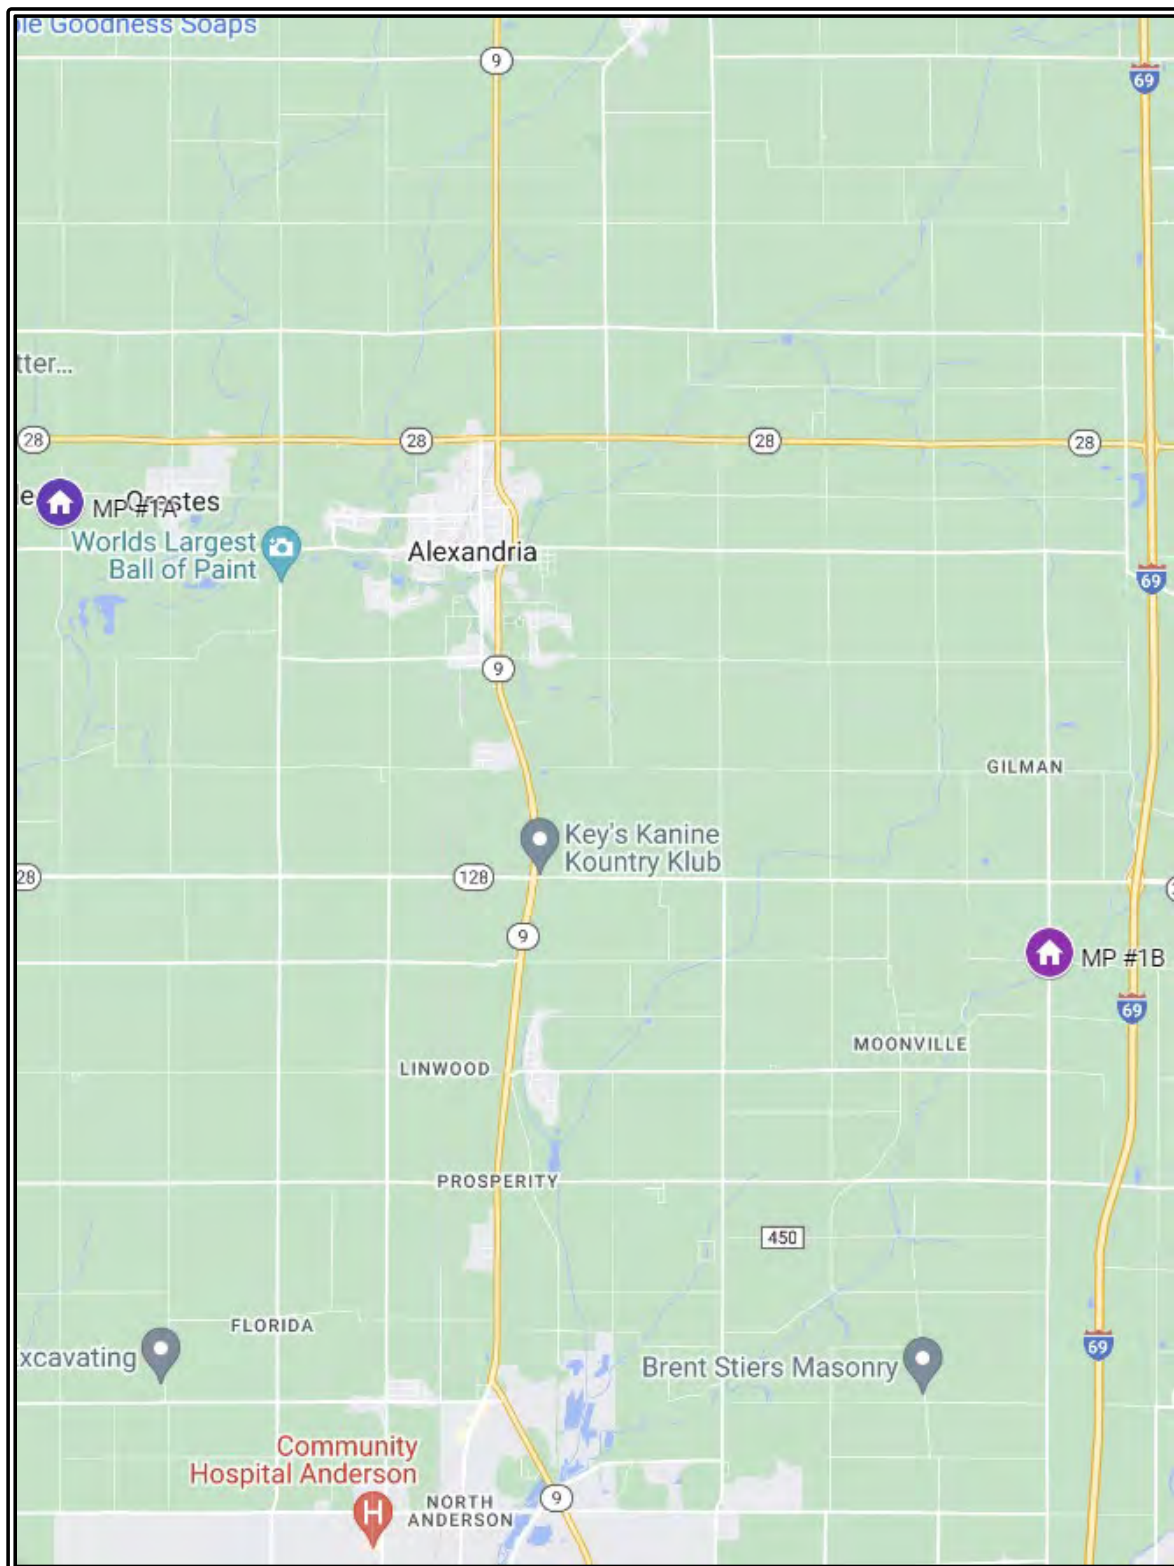 ble Goodness Soaps
9
69
tter...
28
28
28
28
MP #1A
Orestes
Worlds Largest
Ball of Paint
Alexandria
69
9
GILMAN
Key's Kanine
Kountry Klub
28
128
9
MP #1B
69
MOONVILLE
LINWOOD
PROSPERITY
450
FLORIDA
xcavating
69
Brent Stiers Masonry
Community
Hospital Anderson
H
NORTH
ANDERSON
9